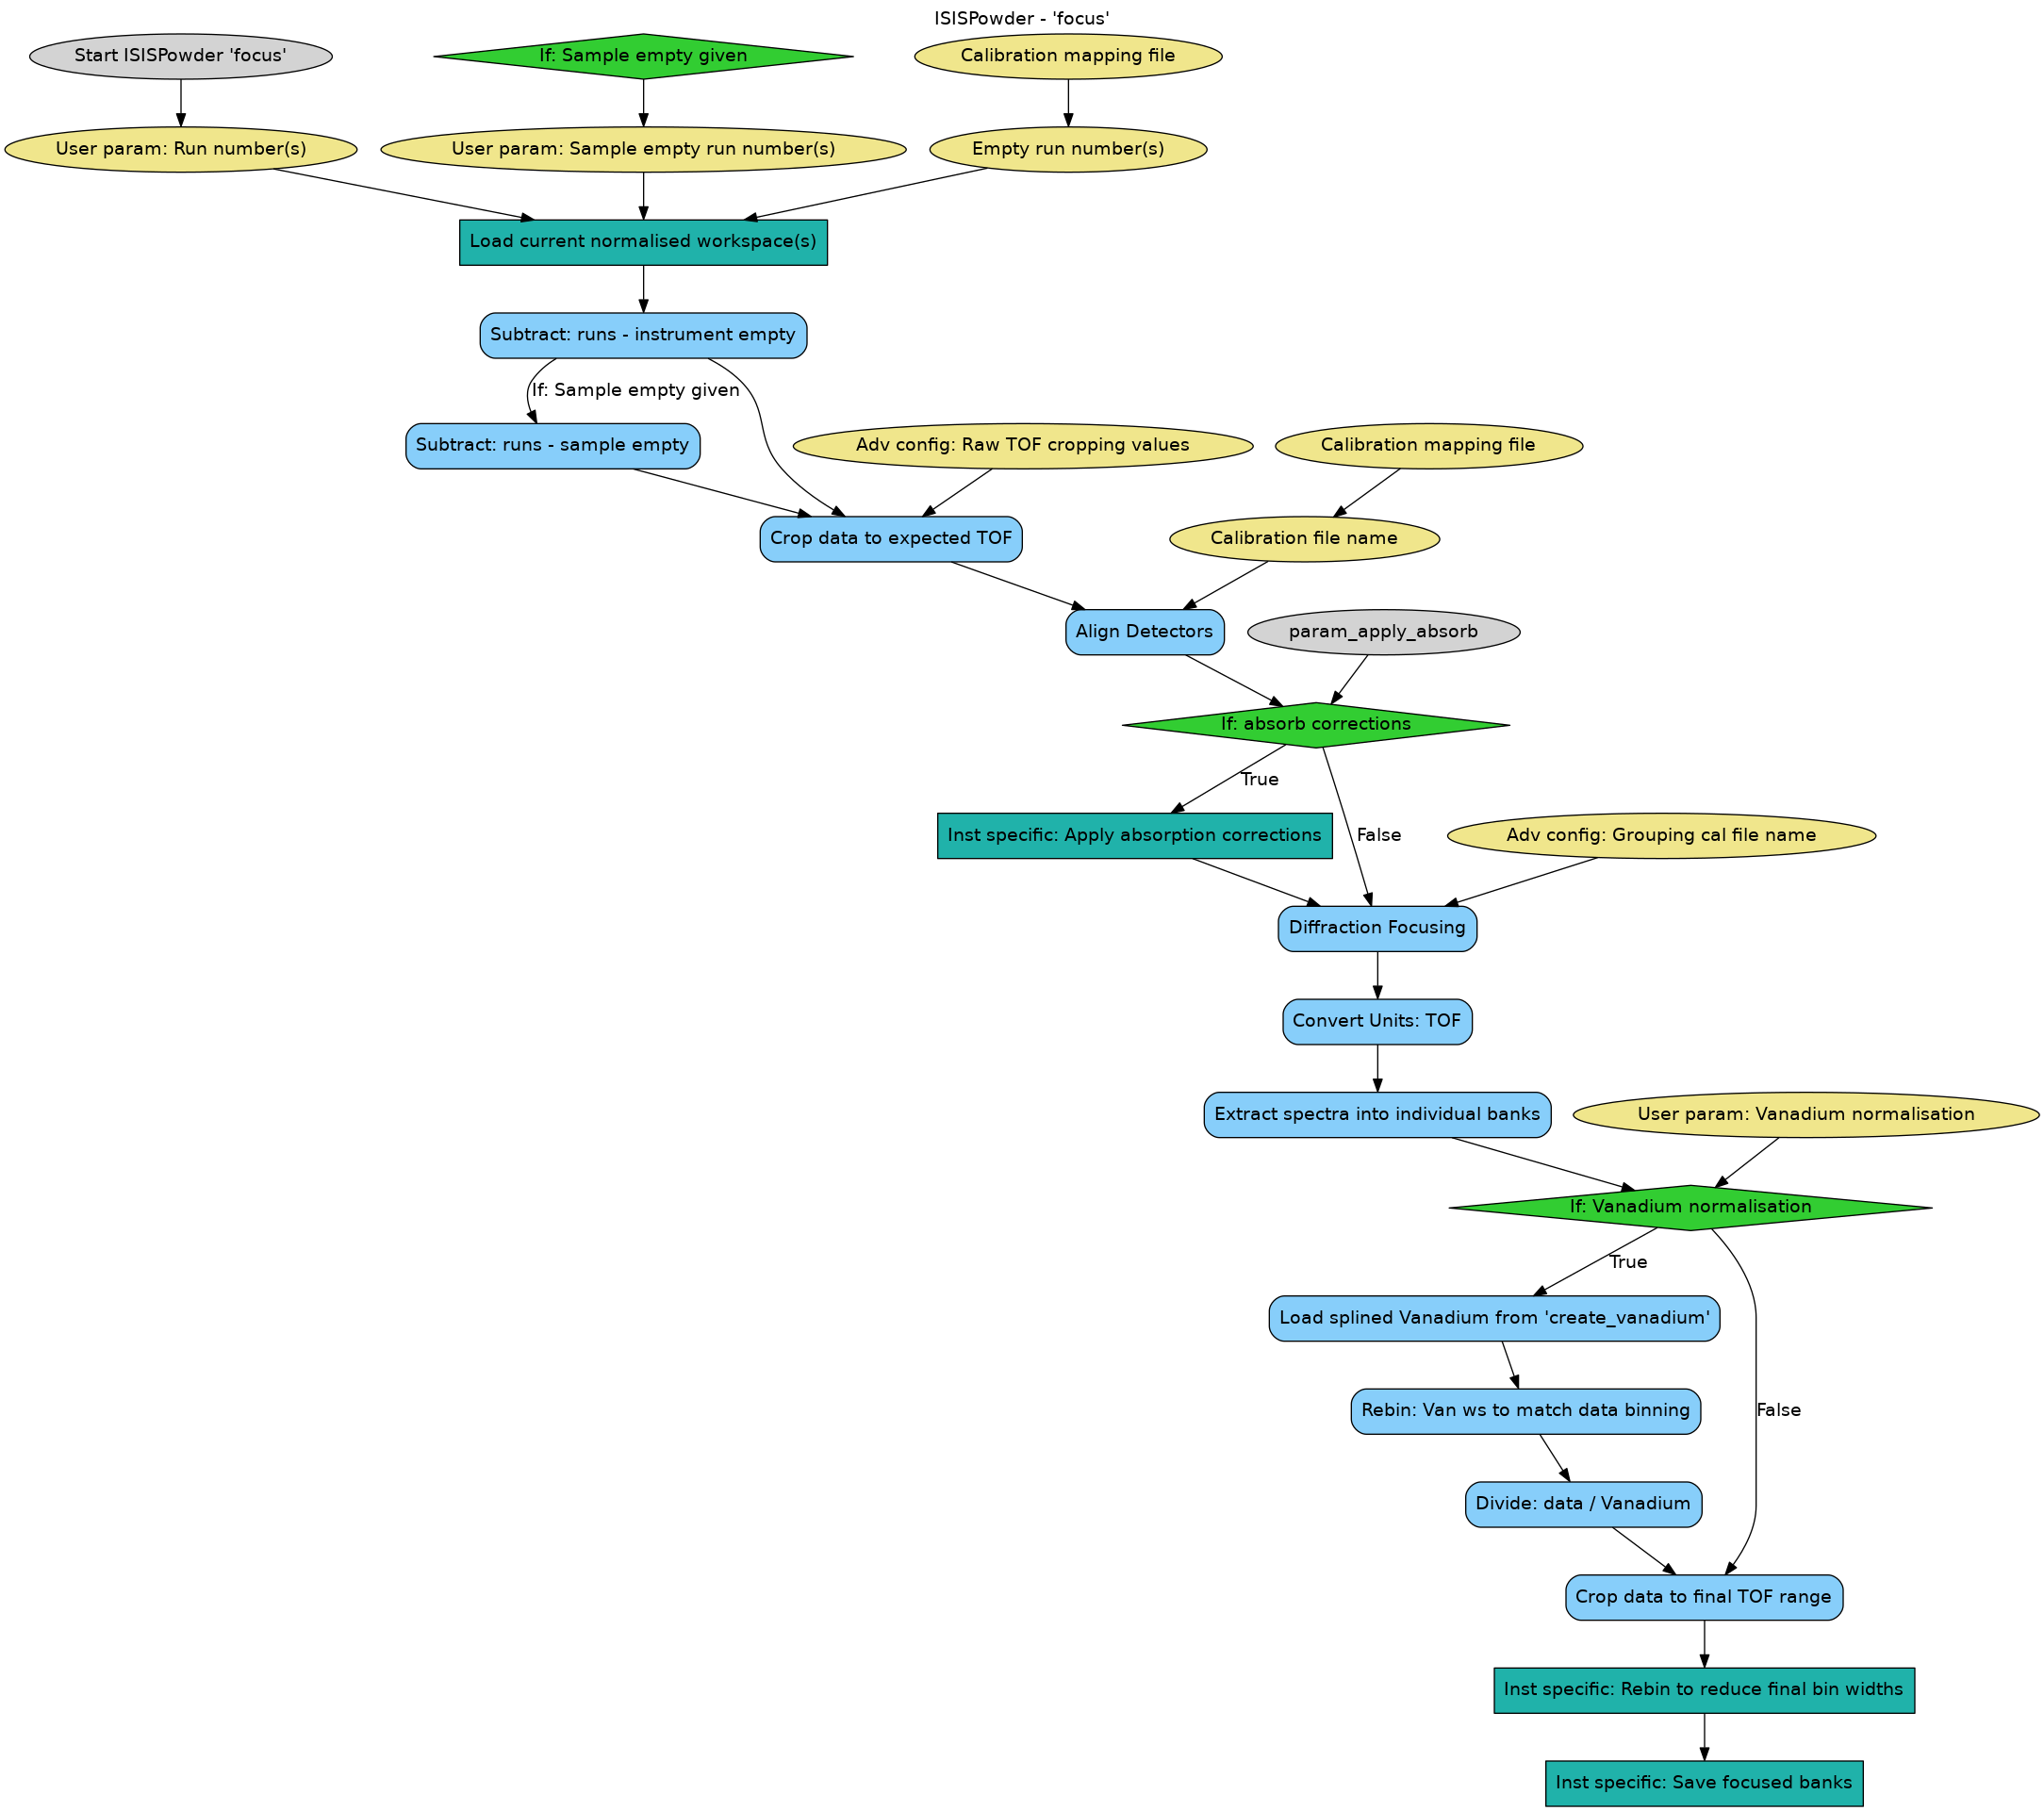 ISISPowder - 'focus'
Start ISISPowder 'focus'
If: Sample empty given
Calibration mapping file
User param: Run number(s)
User param: Sample empty run number(s)
Empty run number(s)
Load current normalised workspace(s)
Subtract: runs - instrument empty
If: Sample empty given
Subtract: runs - sample empty
Adv config: Raw TOF cropping values
Calibration mapping file
Crop data to expected TOF
Calibration file name
Align Detectors
param_apply_absorb
If: absorb corrections
True
Inst specific: Apply absorption corrections
False
Adv config: Grouping cal file name
Diffraction Focusing
Convert Units: TOF
Extract spectra into individual banks
User param: Vanadium normalisation
If: Vanadium normalisation
True
Load splined Vanadium from 'create_vanadium'
Rebin: Van ws to match data binning
False
Divide: data / Vanadium
Crop data to final TOF range
Inst specific: Rebin to reduce final bin widths
Inst specific: Save focused banks